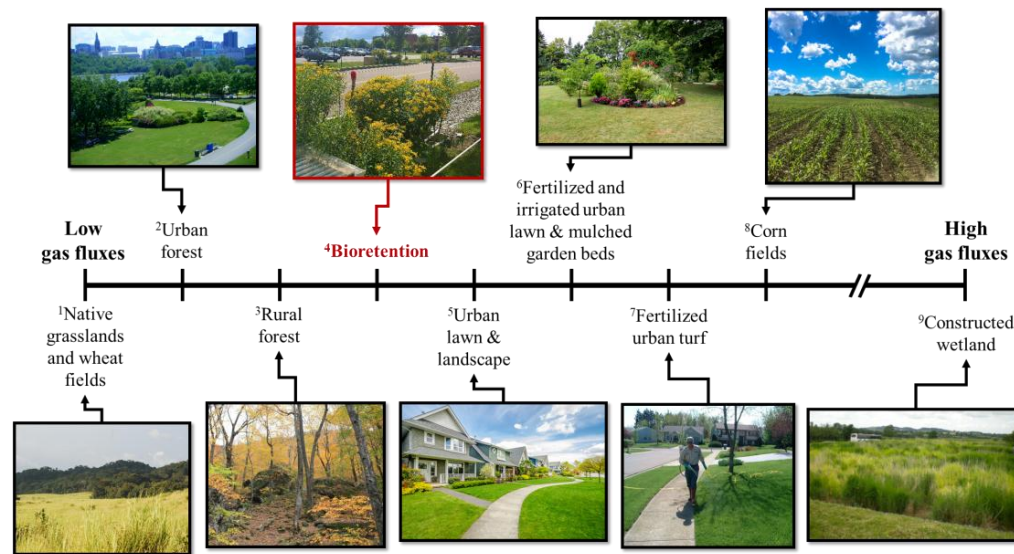 Low
gas fluxes
²Urban
forest
⁴Bioretention
⁶Fertilized and
irrigated urban
lawn & mulched
garden beds
⁸Corn
fields
High
gas fluxes
¹Native
grasslands
and wheat
fields
³Rural
forest
⁵Urban
lawn &
landscape
⁷Fertilized
urban turf
⁹Constructed
wetland